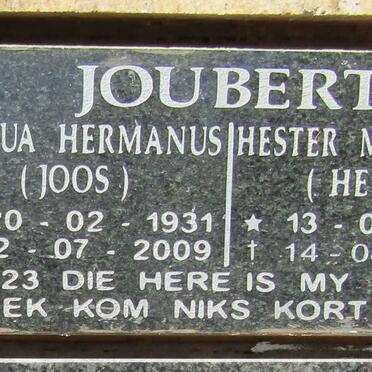 JOUBERT
UA HERMANUS HESTER M
(JOOS) (HE
0 - 02 - 1931 ★ 13 - 0
2 - 07 - 2009 † 14 - 0
23 DIE HERE IS MY
EK KOM NIKS KORT